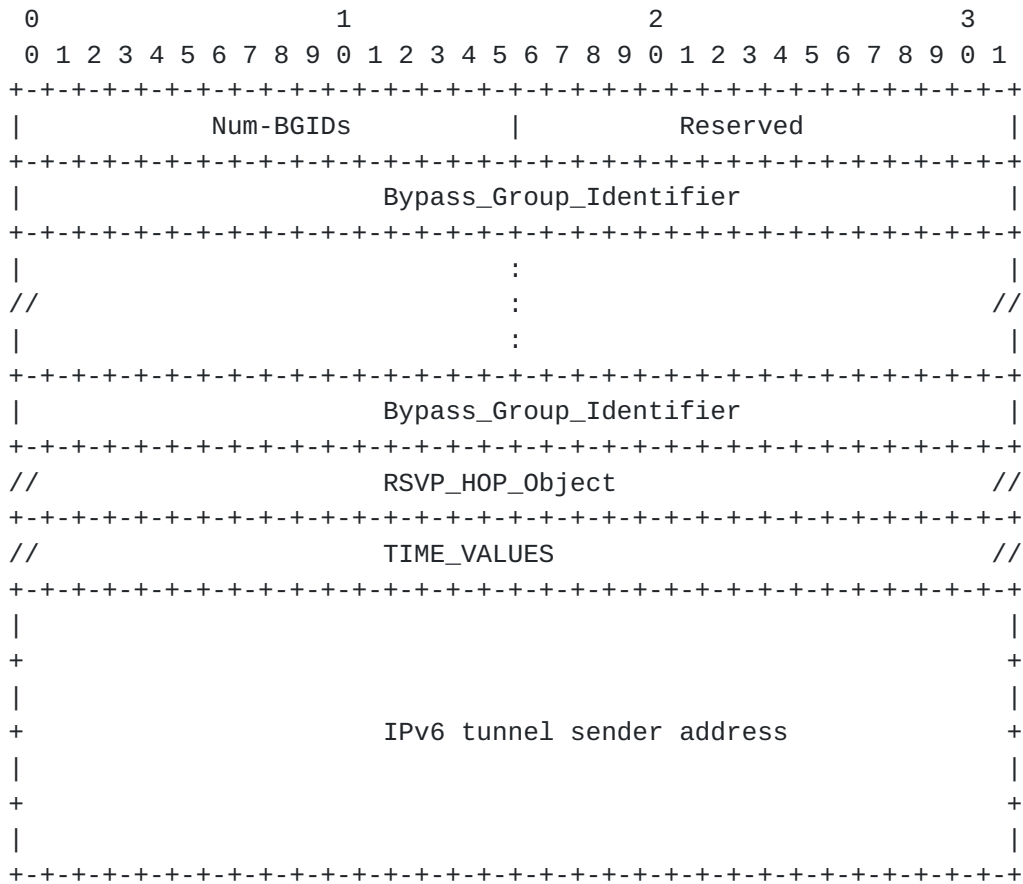 0                   1                   2                   3
 0 1 2 3 4 5 6 7 8 9 0 1 2 3 4 5 6 7 8 9 0 1 2 3 4 5 6 7 8 9 0 1
+-+-+-+-+-+-+-+-+-+-+-+-+-+-+-+-+-+-+-+-+-+-+-+-+-+-+-+-+-+-+-+-+
|            Num-BGIDs          |          Reserved             |
+-+-+-+-+-+-+-+-+-+-+-+-+-+-+-+-+-+-+-+-+-+-+-+-+-+-+-+-+-+-+-+-+
|                       Bypass_Group_Identifier                 |
+-+-+-+-+-+-+-+-+-+-+-+-+-+-+-+-+-+-+-+-+-+-+-+-+-+-+-+-+-+-+-+-+
|                               :                               |
//                              :                              //
|                               :                               |
+-+-+-+-+-+-+-+-+-+-+-+-+-+-+-+-+-+-+-+-+-+-+-+-+-+-+-+-+-+-+-+-+
|                       Bypass_Group_Identifier                 |
+-+-+-+-+-+-+-+-+-+-+-+-+-+-+-+-+-+-+-+-+-+-+-+-+-+-+-+-+-+-+-+-+
//                      RSVP_HOP_Object                        //
+-+-+-+-+-+-+-+-+-+-+-+-+-+-+-+-+-+-+-+-+-+-+-+-+-+-+-+-+-+-+-+-+
//                      TIME_VALUES                            //
+-+-+-+-+-+-+-+-+-+-+-+-+-+-+-+-+-+-+-+-+-+-+-+-+-+-+-+-+-+-+-+-+
|                                                               |
+                                                               +
|                                                               |
+                       IPv6 tunnel sender address              +
|                                                               |
+                                                               +
|                                                               |
+-+-+-+-+-+-+-+-+-+-+-+-+-+-+-+-+-+-+-+-+-+-+-+-+-+-+-+-+-+-+-+-+